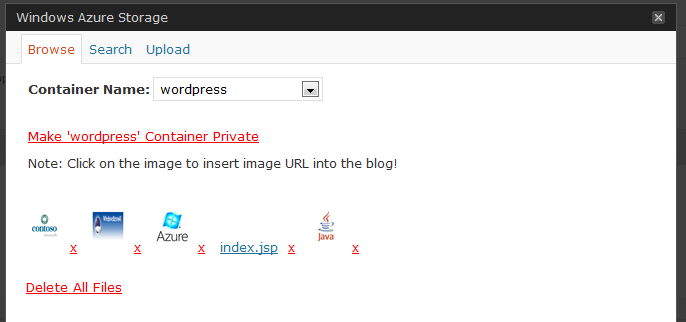 Windows Azure Storage
Browse Search Upload
Container Name: wordpress
Make 'wordpress' Container Private
Note: Click on the image to insert image URL into the blog!
contoso x x Azure x index.jsp x Java x
Delete All Files